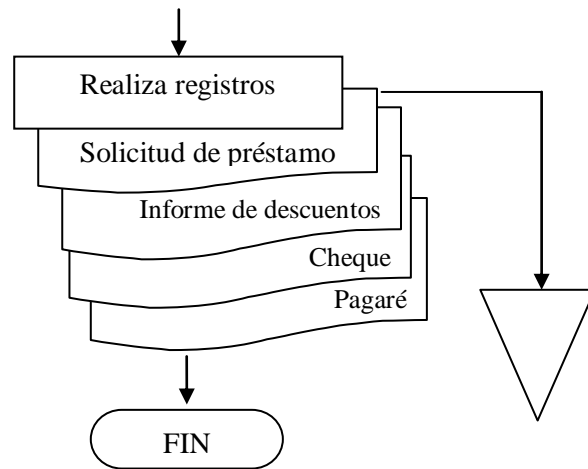 Realiza registros
Solicitud de préstamo
Informe de descuentos
Cheque
Pagaré
FIN